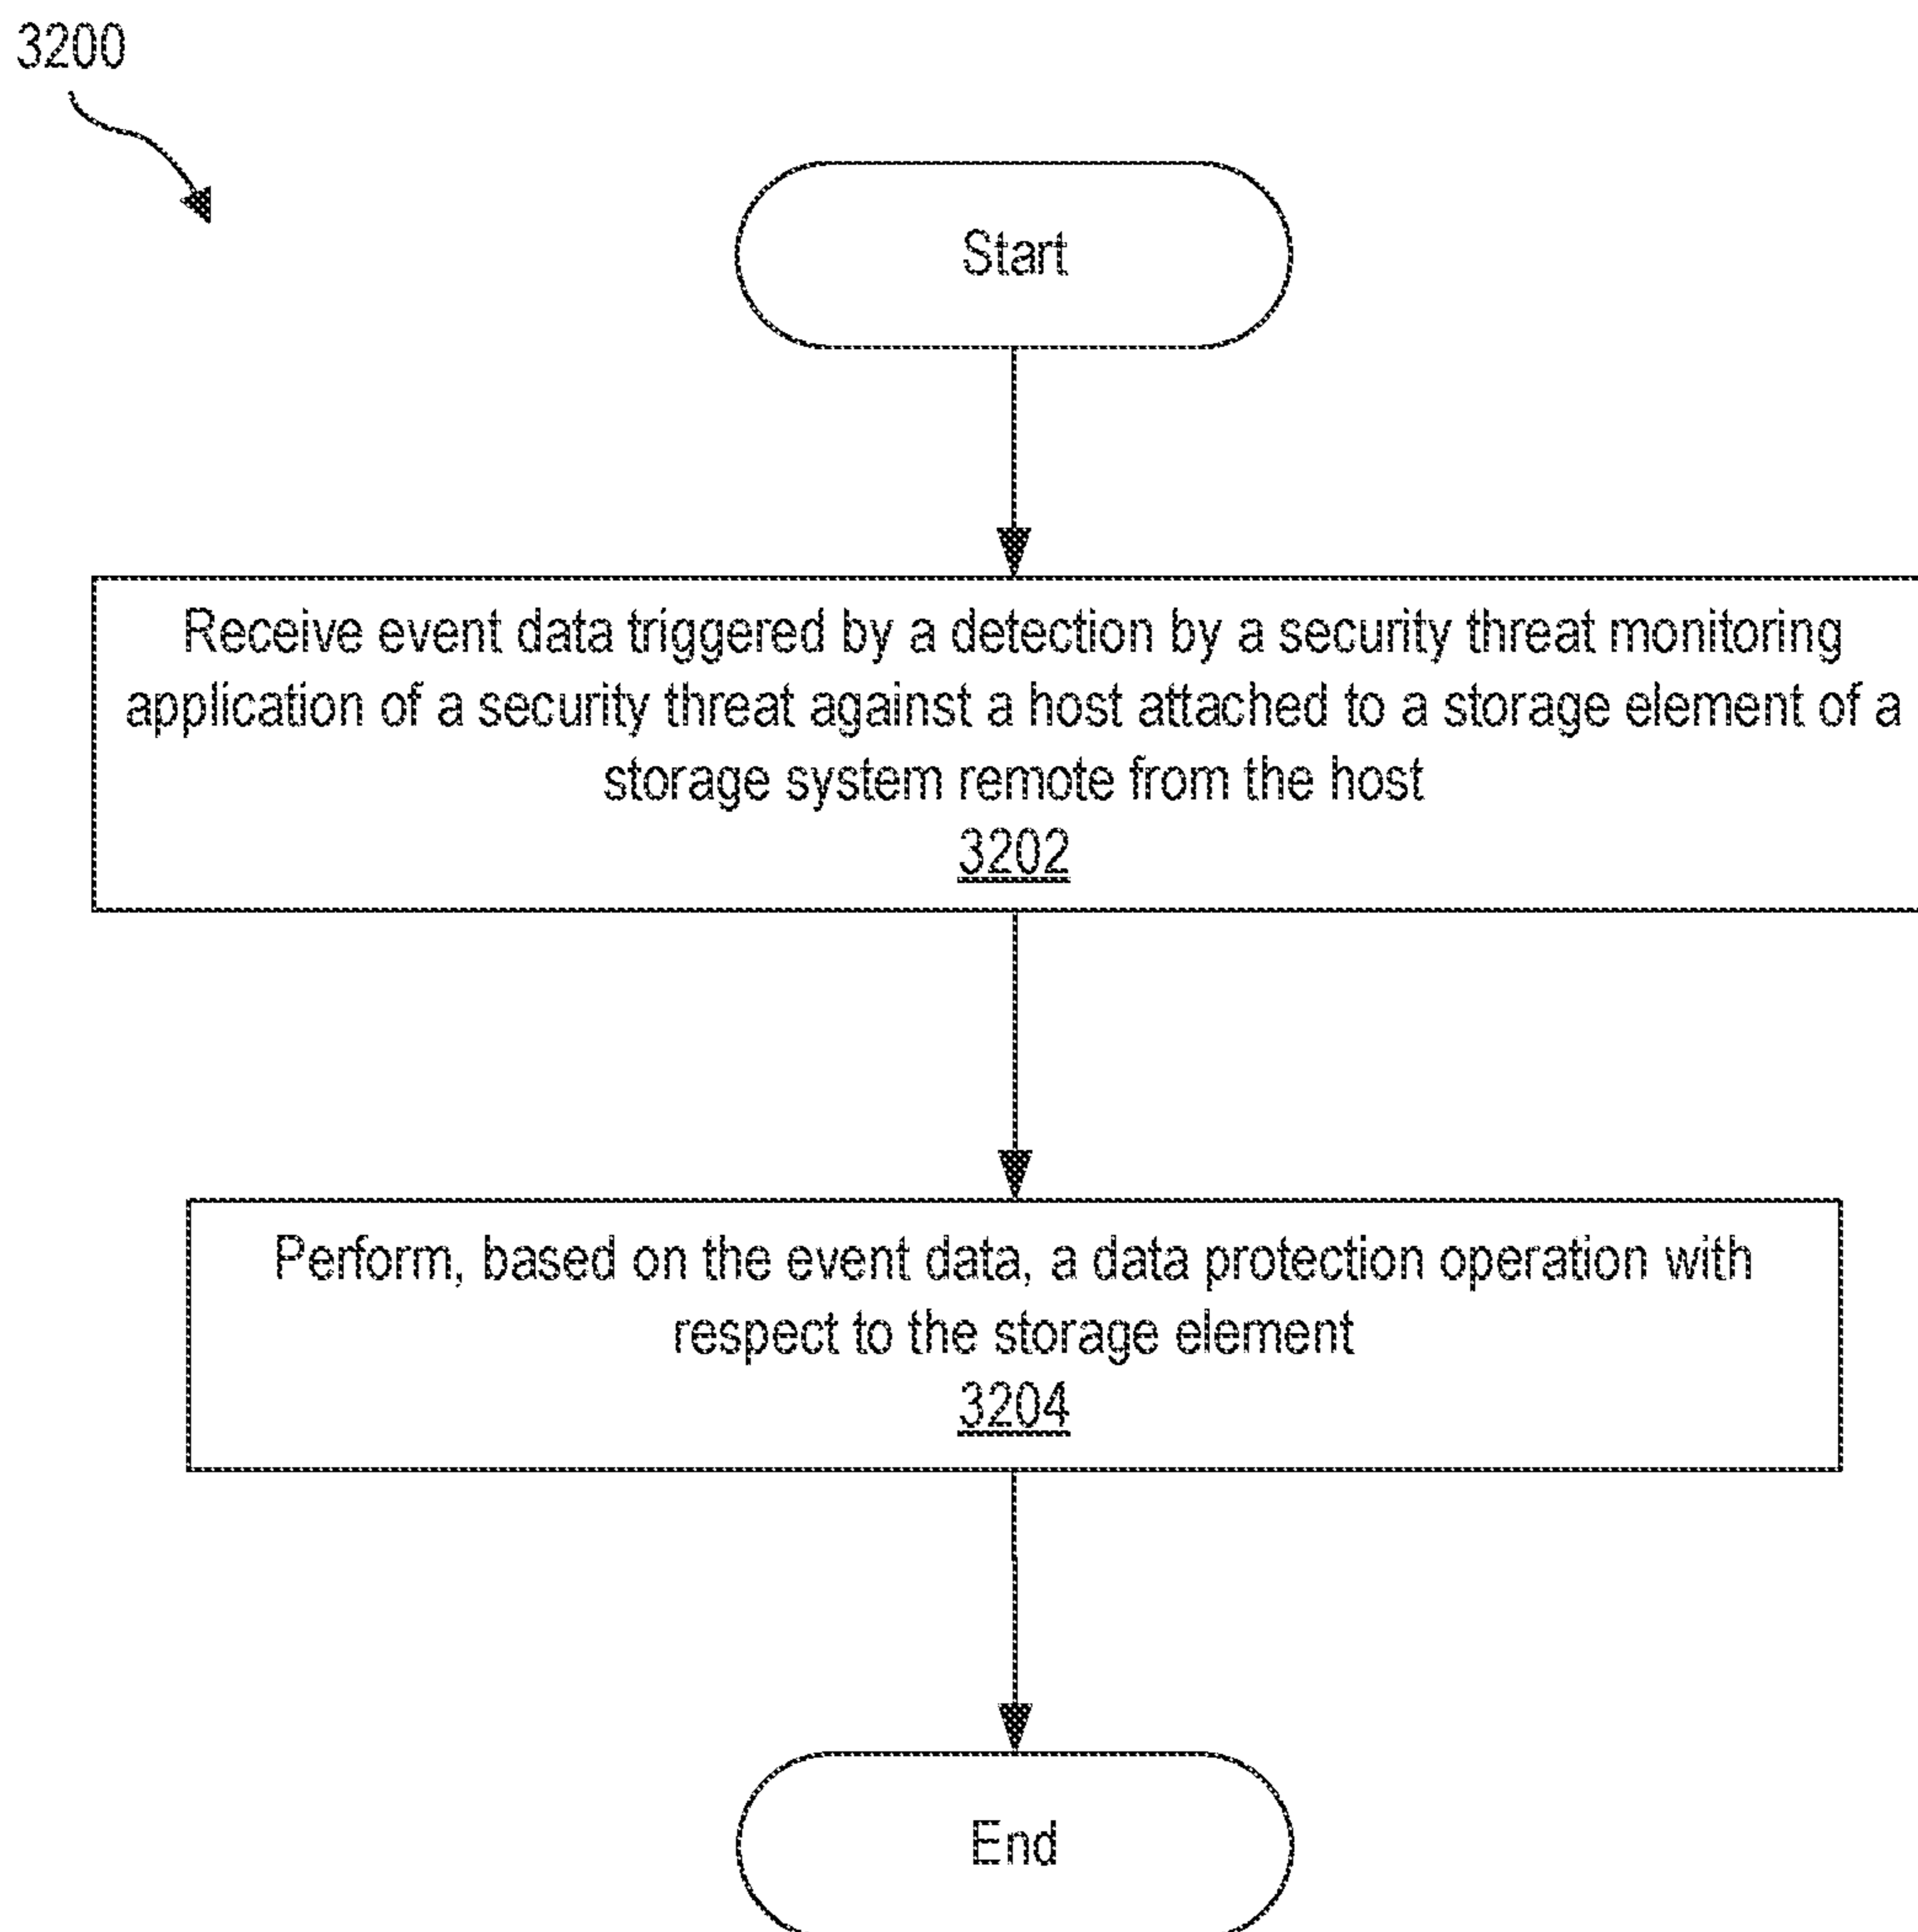 3200
Start
Receive event data triggered by a detection by a security threat monitoring
application of a security threat against a host attached to a storage element of a
storage system remote from the host
3202
Perform, based on the event data, a data protection operation with
respect to the storage element
3204
End